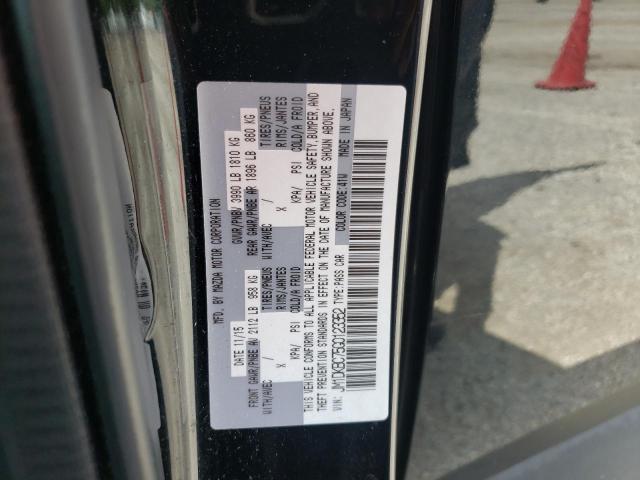 MFD. BY MAZDA MOTOR CORPORATION
DATE 11/15 GVWR/PNBV 3990 LB 1810 KG
FRONT GAWR/PNBE AV 2112 LB 958 KG REAR GAWR/PNBE AR 1896 LB 860 KG
WITH/AVEC / TIRES/PNEUS WITH/AVEC / TIRES/PNEUS
X RIMS/JANTES X RIMS/JANTES
KPA/ PSI COLD/A FROID KPA/ PSI COLD/A FROID
THIS VEHICLE CONFORMS TO ALL APPLICABLE FEDERAL MOTOR VEHICLE SAFETY, BUMPER, AND
THEFT PREVENTION STANDARDS IN EFFECT ON THE DATE OF MANUFACTURE SHOWN ABOVE.
VIN: TYPE:PASS CAR COLOR CODE:41W MADE IN JAPAN